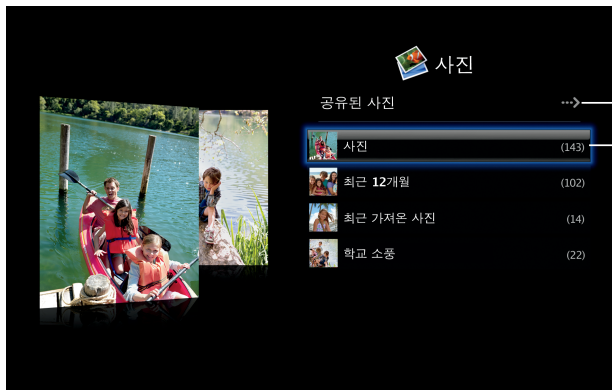 사진
공유된 사진
사진 (143)
최근 12개월 (102)
최근 가져온 사진 (14)
학교 소풍 (22)